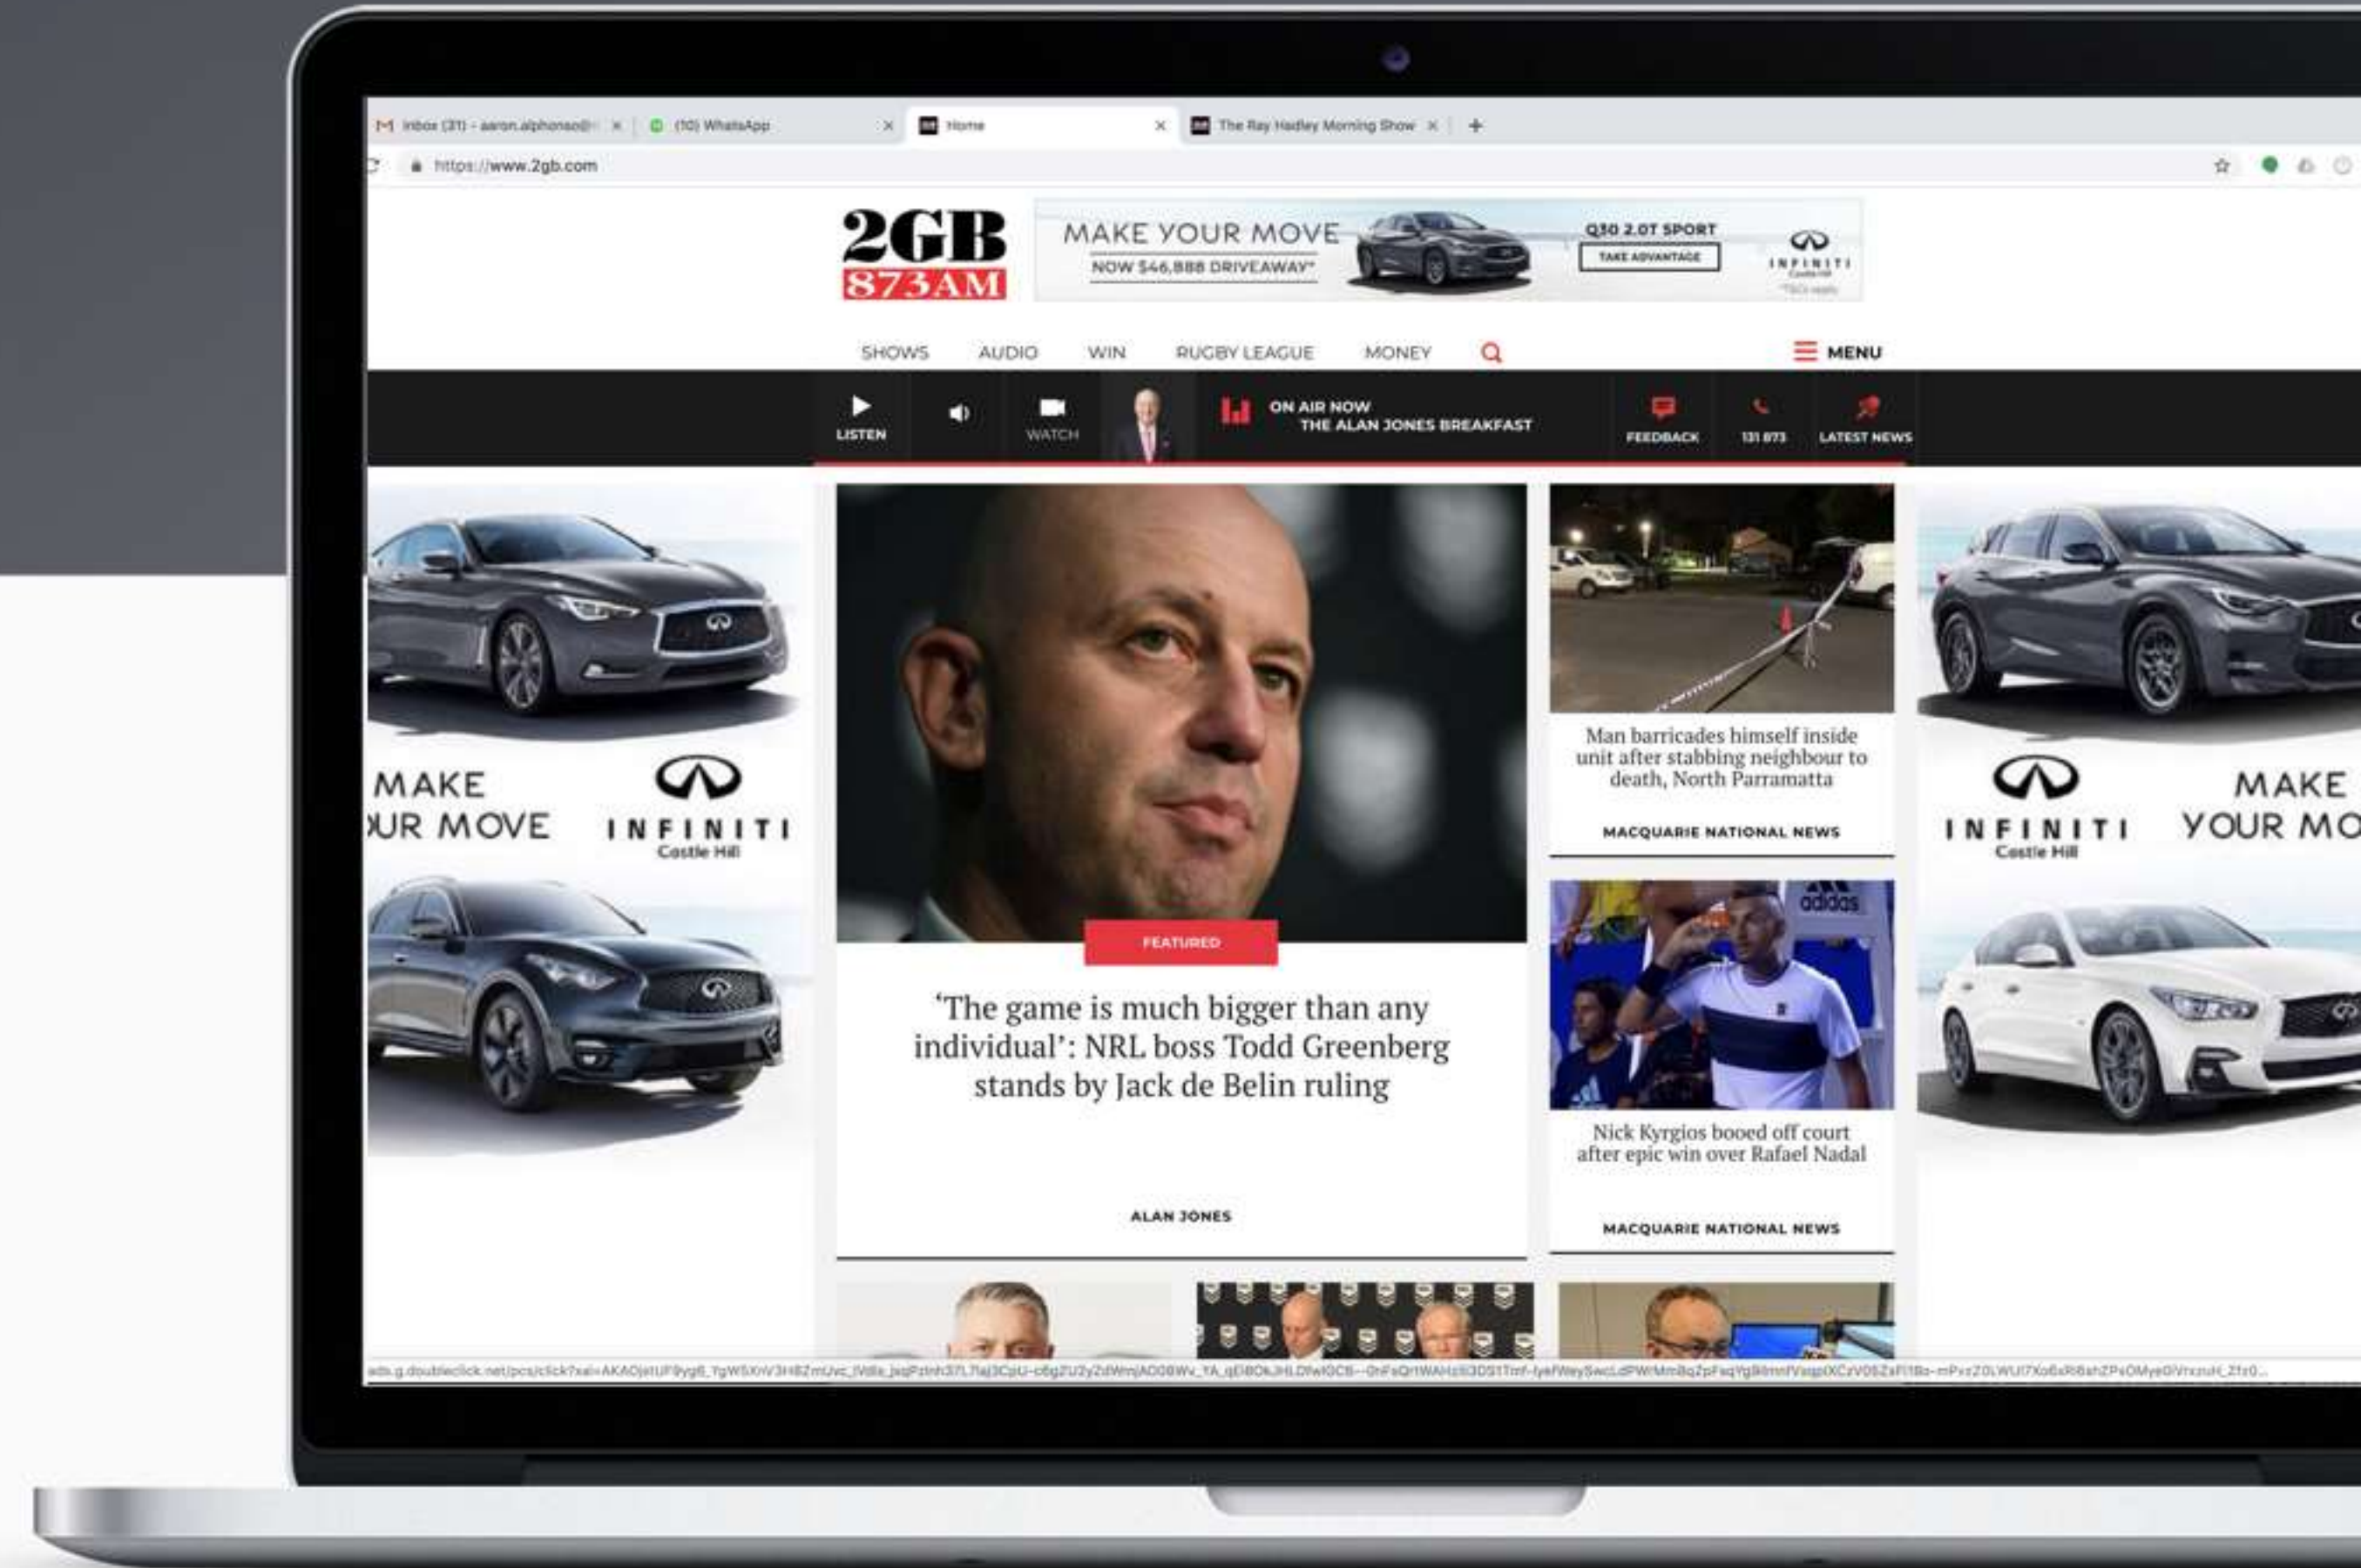 Inbox (31) - aaron.alphonso@
(10) WhatsApp
Home
The Ray Hadley Morning Show
https://www.2gb.com
2GB
873AM
MAKE YOUR MOVE
NOW $46,888 DRIVEAWAY*
Q30 2.0T SPORT
TAKE ADVANTAGE
INFINITI
Castle Hill
*T&Cs apply
SHOWS AUDIO WIN RUGBY LEAGUE MONEY
MENU
LISTEN
WATCH
ON AIR NOW
THE ALAN JONES BREAKFAST
FEEDBACK
131 873
LATEST NEWS
MAKE
OUR MOVE
INFINITI
Castle Hill
FEATURED
'The game is much bigger than any
individual': NRL boss Todd Greenberg
stands by Jack de Belin ruling
ALAN JONES
Man barricades himself inside
unit after stabbing neighbour to
death, North Parramatta
MACQUARIE NATIONAL NEWS
adidas
Nick Kyrgios booed off court
after epic win over Rafael Nadal
MACQUARIE NATIONAL NEWS
INFINITI
Castle Hill
MAKE
YOUR MO